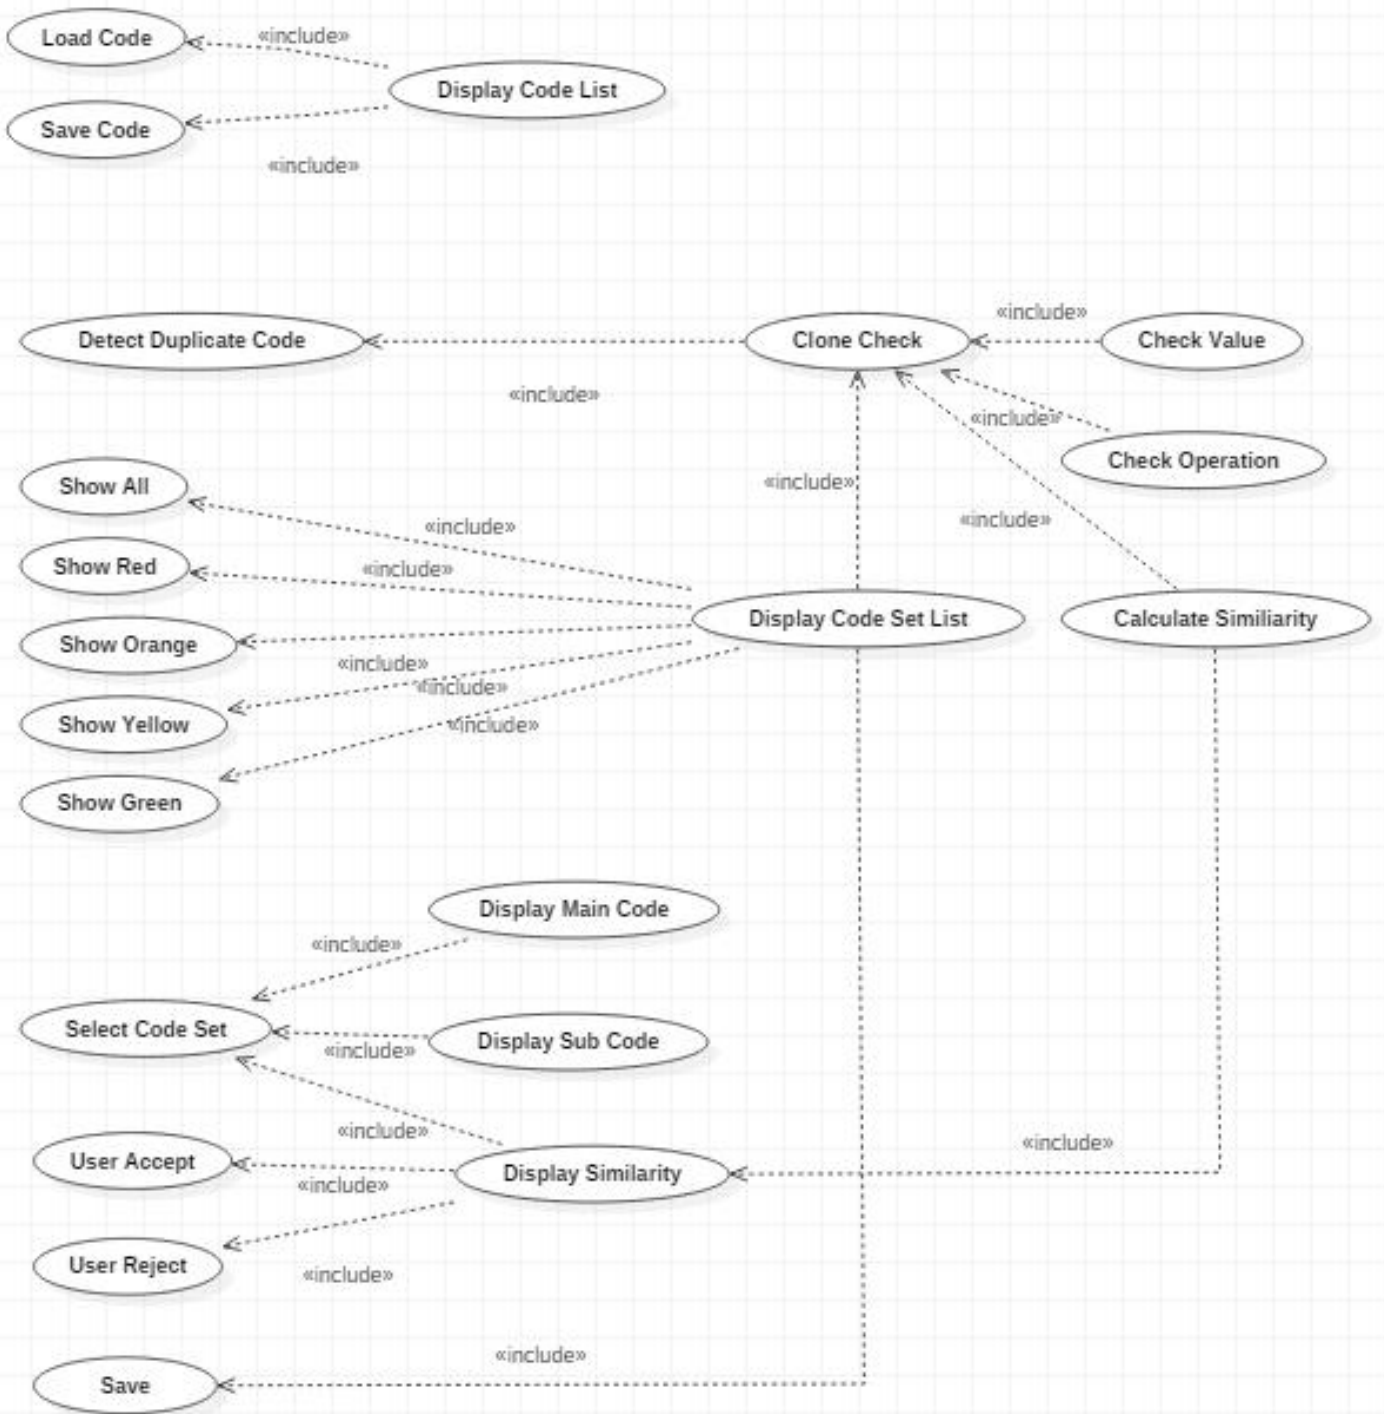 Load Code
«include»
Display Code List
Save Code
«include»
«include»
Detect Duplicate Code
Clone Check
Check Value
«include»
«include»
Check Operation
Show All
«include»
«include»
«include»
Show Red
«include»
Display Code Set List
Calculate Similiarity
Show Orange
«include»
«include»
Show Yellow
«include»
Show Green
Display Main Code
«include»
Select Code Set
Display Sub Code
«include»
«include»
«include»
User Accept
Display Similarity
«include»
User Reject
«include»
«include»
Save